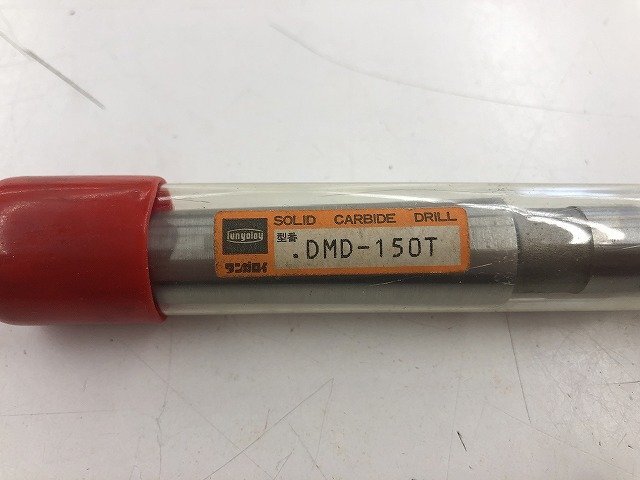 SOLID CARBIDE DRILL
Tungaloy
型番
.DMD-150T
タンガロイ